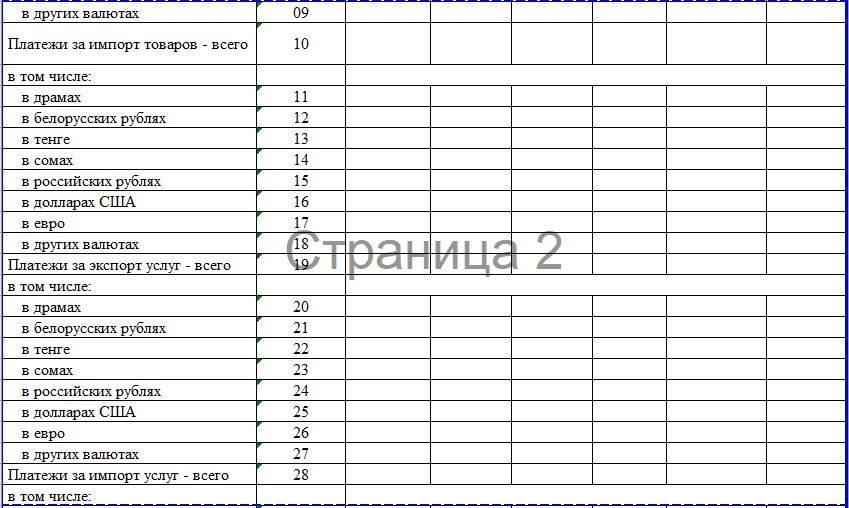 в других валютах 09
Платежи за импорт товаров - всего 10
в том числе:
в драмах 11
в белорусских рублях 12
в тенге 13
в сомах 14
в российских рублях 15
в долларах США 16
в евро 17
в других валютах 18
Страница 2
Платежи за экспорт услуг - всего 19
в том числе:
в драмах 20
в белорусских рублях 21
в тенге 22
в сомах 23
в российских рублях 24
в долларах США 25
в евро 26
в других валютах 27
Платежи за импорт услуг - всего 28
в том числе: